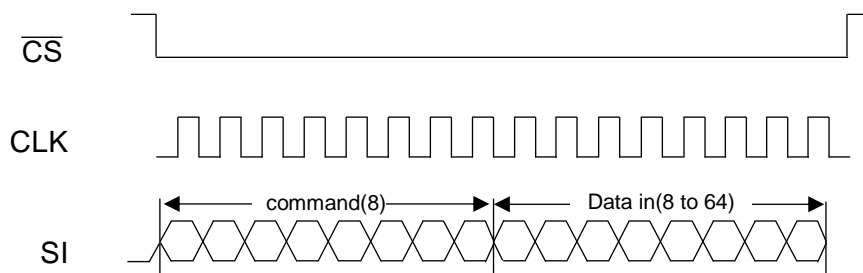 CS
CLK
command(8)
Data in(8 to 64)
SI